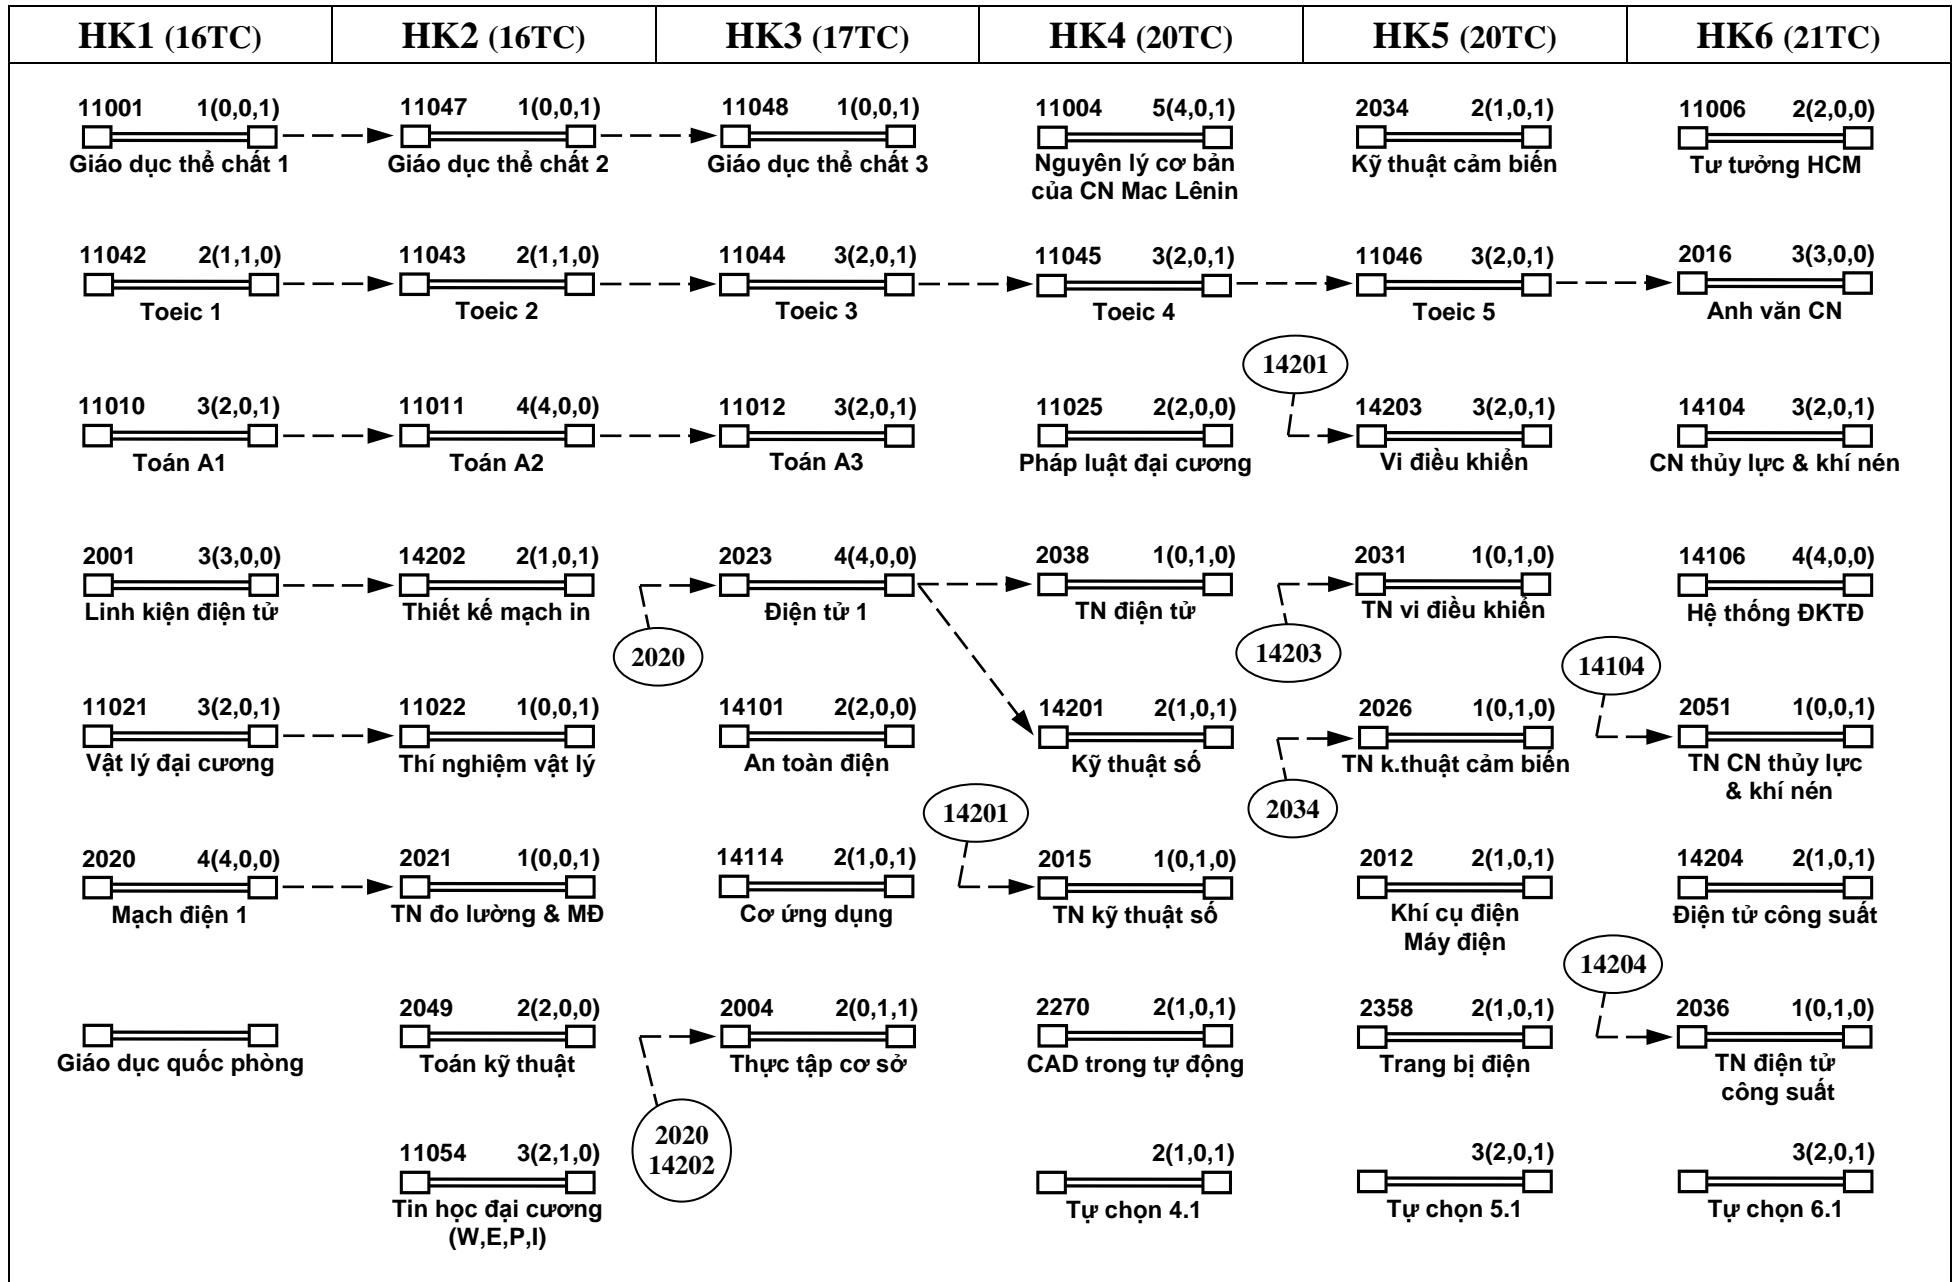 HK1 (16TC)
HK2 (16TC)
HK3 (17TC)
HK4 (20TC)
HK5 (20TC)
HK6 (21TC)
11001 1(0,0,1)
Giáo dục thể chất 1
11047 1(0,0,1)
Giáo dục thể chất 2
11048 1(0,0,1)
Giáo dục thể chất 3
11004 5(4,0,1)
Nguyên lý cơ bản
của CN Mac Lênin
2034 2(1,0,1)
Kỹ thuật cảm biến
11006 2(2,0,0)
Tư tưởng HCM
11042 2(1,1,0)
Toeic 1
11043 2(1,1,0)
Toeic 2
11044 3(2,0,1)
Toeic 3
11045 3(2,0,1)
Toeic 4
11046 3(2,0,1)
Toeic 5
2016 3(3,0,0)
Anh văn CN
14201
11010 3(2,0,1)
Toán A1
11011 4(4,0,0)
Toán A2
11012 3(2,0,1)
Toán A3
11025 2(2,0,0)
Pháp luật đại cương
14203 3(2,0,1)
Vi điều khiển
14104 3(2,0,1)
CN thủy lực & khí nén
2001 3(3,0,0)
Linh kiện điện tử
14202 2(1,0,1)
Thiết kế mạch in
2020
2023 4(4,0,0)
Điện tử 1
2038 1(0,1,0)
TN điện tử
14203
2031 1(0,1,0)
TN vi điều khiển
14106 4(4,0,0)
Hệ thống ĐKTĐ
14104
11021 3(2,0,1)
Vật lý đại cương
11022 1(0,0,1)
Thí nghiệm vật lý
14101 2(2,0,0)
An toàn điện
14201 2(1,0,1)
Kỹ thuật số
2026 1(0,1,0)
TN k.thuật cảm biến
2034
2051 1(0,0,1)
TN CN thủy lực
& khí nén
14201
2020 4(4,0,0)
Mạch điện 1
2021 1(0,0,1)
TN đo lường & MĐ
14114 2(1,0,1)
Cơ ứng dụng
2015 1(0,1,0)
TN kỹ thuật số
2012 2(1,0,1)
Khí cụ điện
Máy điện
14204 2(1,0,1)
Điện tử công suất
14204
Giáo dục quốc phòng
2049 2(2,0,0)
Toán kỹ thuật
2004 2(0,1,1)
Thực tập cơ sở
2270 2(1,0,1)
CAD trong tự động
2358 2(1,0,1)
Trang bị điện
2036 1(0,1,0)
TN điện tử
công suất
2020
14202
11054 3(2,1,0)
Tin học đại cương
(W,E,P,I)
2(1,0,1)
Tự chọn 4.1
3(2,0,1)
Tự chọn 5.1
3(2,0,1)
Tự chọn 6.1